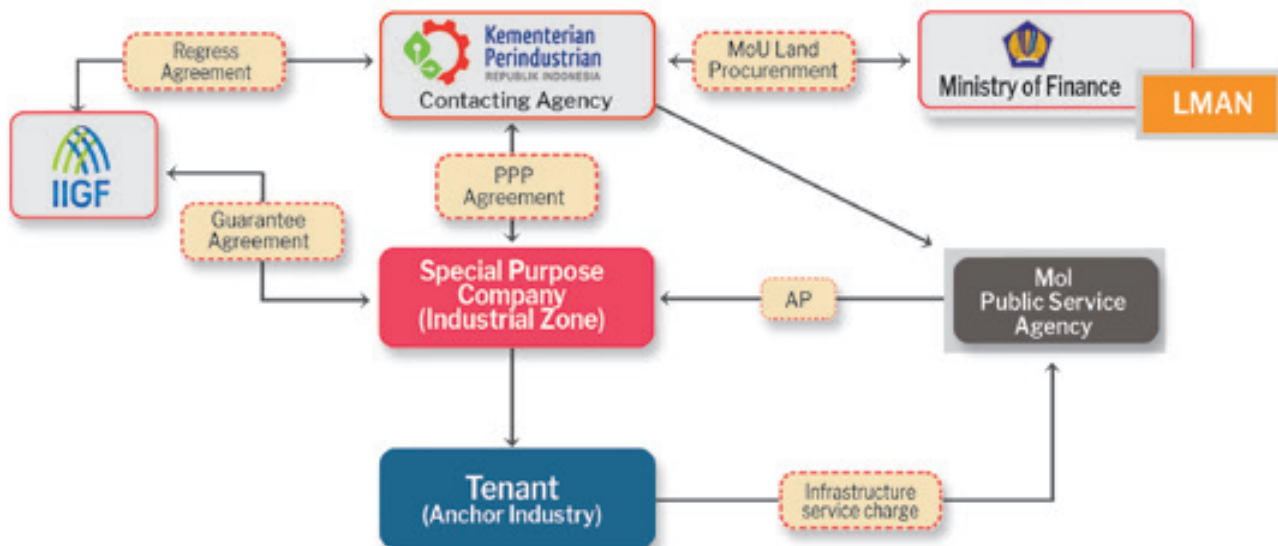 Regress
Agreement
Kementerian
Perindustrian
REPUBLIK INDONESIA
Contacting Agency
MoU Land
Procurenment
Ministry of Finance
LMAN
IIGF
Guarantee
Agreement
PPP
Agreement
Special Purpose
Company
(Industrial Zone)
AP
MoI
Public Service
Agency
Tenant
(Anchor Industry)
Infrastructure
service charge